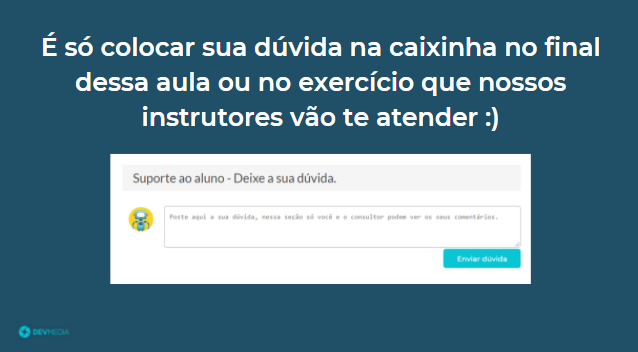 É só colocar sua dúvida na caixinha no final
dessa aula ou no exercício que nossos
instrutores vão te atender :)
Suporte ao aluno - Deixe a sua dúvida.
Poste aqui a sua dúvida, nessa seção só você e o consultor podem ver os seus comentários.
Enviar dúvida
DEVMEDIA